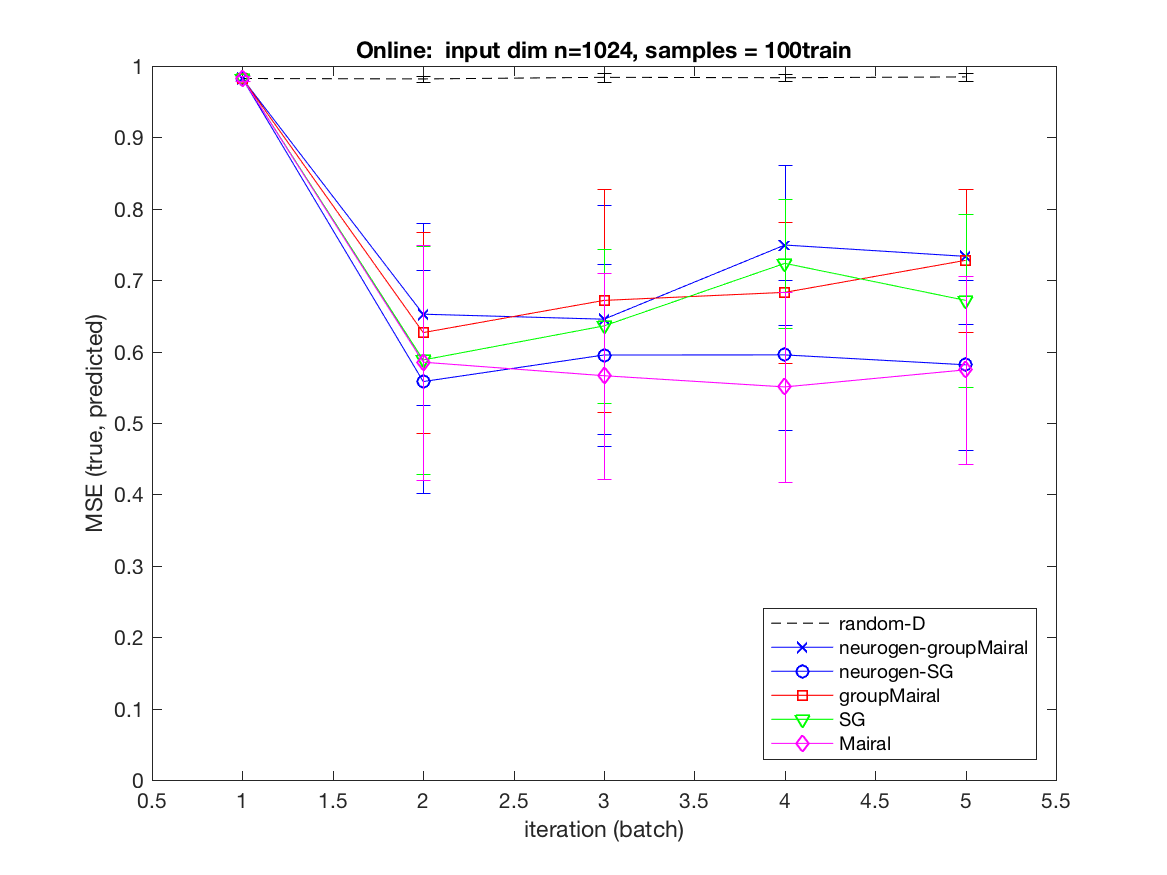 Online:  input dim n=1024, samples = 100train
1
0.9
0.8
0.7
0.6
0.5
0.4
0.3
0.2
0.1
0
MSE (true, predicted)
random-D
neurogen-groupMairal
neurogen-SG
groupMairal
SG
Mairal
0.5 1 1.5 2 2.5 3 3.5 4 4.5 5 5.5
iteration (batch)